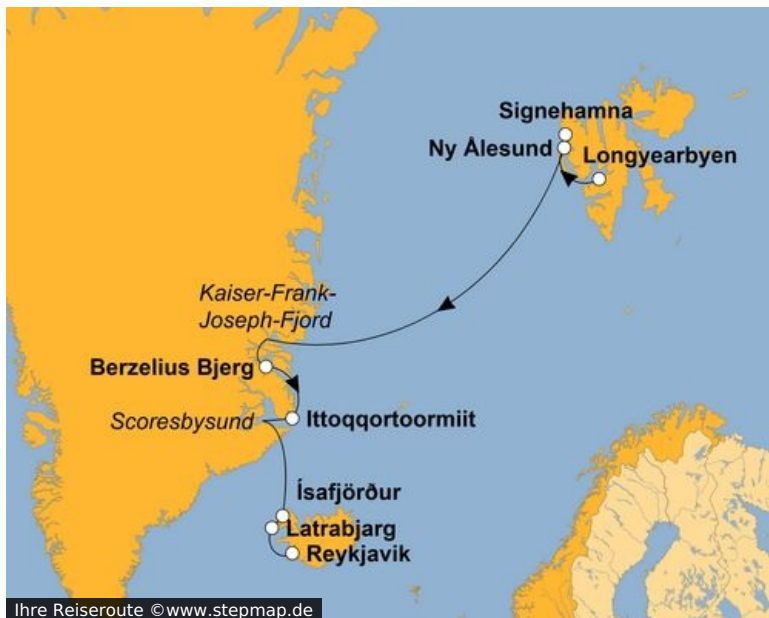 Signehamna
Ny Ålesund
Longyearbyen
Kaiser-Frank-
Joseph-Fjord
Berzelius Bjerg
Scoresbysund
Ittoqqortoormiit
Ísafjörður
Latrabjarg
Reykjavik
Ihre Reiseroute ©www.stepmap.de